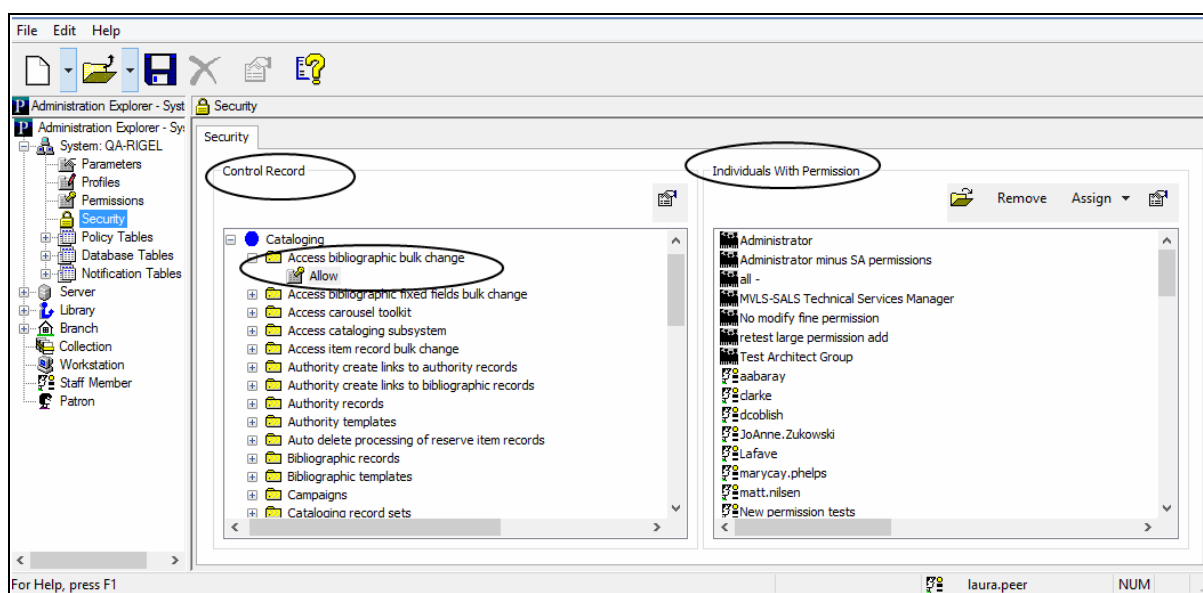 File Edit Help
Administration Explorer - Syst
Security
Administration Explorer - Sy
System: QA-RIGEL
Parameters
Profiles
Permissions
Security
Policy Tables
Database Tables
Notification Tables
Server
Library
Branch
Collection
Workstation
Staff Member
Patron
Security
Control Record
Cataloging
Access bibliographic bulk change
Allow
Access bibliographic fixed fields bulk change
Access carousel toolkit
Access cataloging subsystem
Access item record bulk change
Authority create links to authority records
Authority create links to bibliographic records
Authority records
Authority templates
Auto delete processing of reserve item records
Bibliographic records
Bibliographic templates
Campaigns
Cataloging record sets
Individuals With Permission
Remove Assign
Administrator
Administrator minus SA permissions
all -
MVLS-SALS Technical Services Manager
No modify fine permission
retest large permission add
Test Architect Group
aabaray
clarke
dcoblish
JoAnne.Zukowski
Lafave
marycay.phelps
matt.nilsen
New permission tests
For Help, press F1
laura.peer
NUM